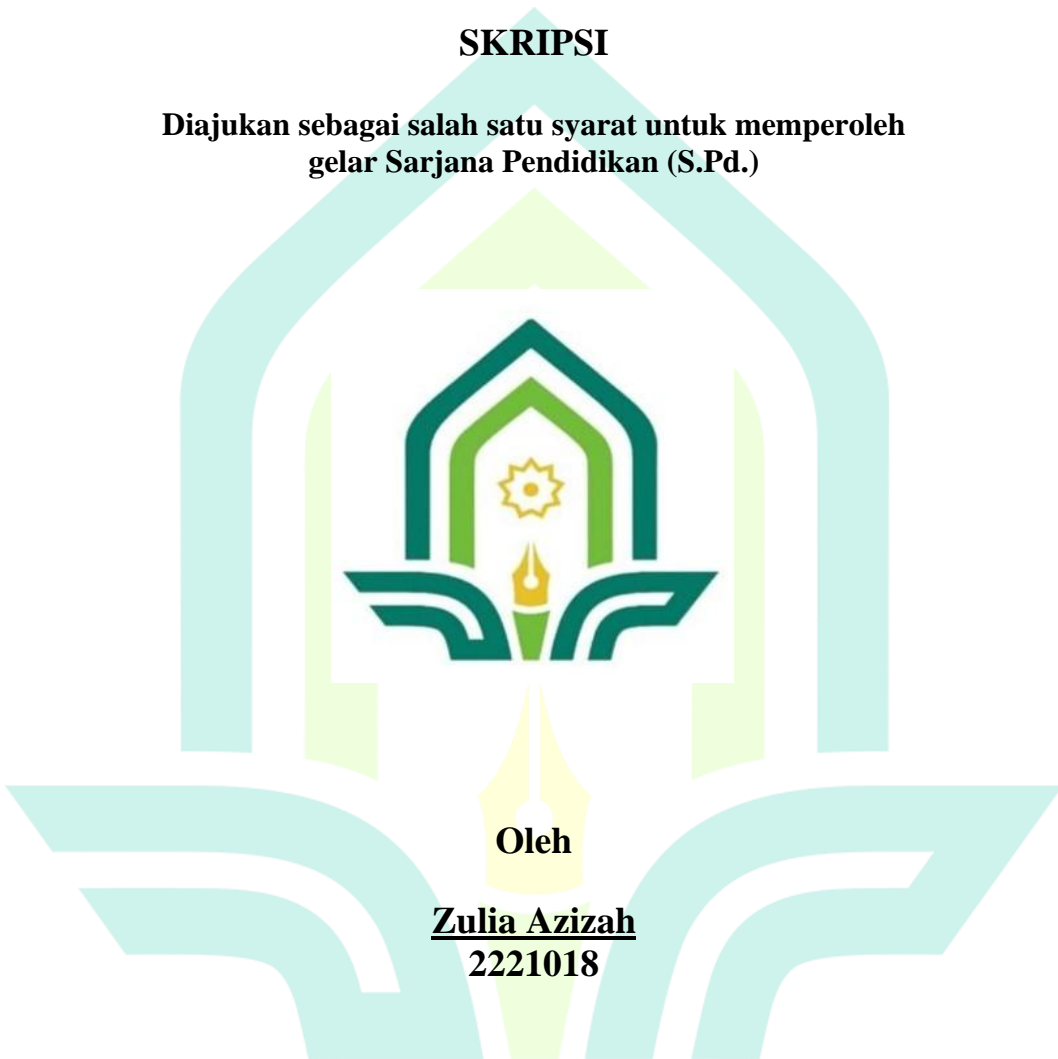 SKRIPSI
Diajukan sebagai salah satu syarat untuk memperoleh
gelar Sarjana Pendidikan (S.Pd.)
Oleh
Zulia Azizah
2221018